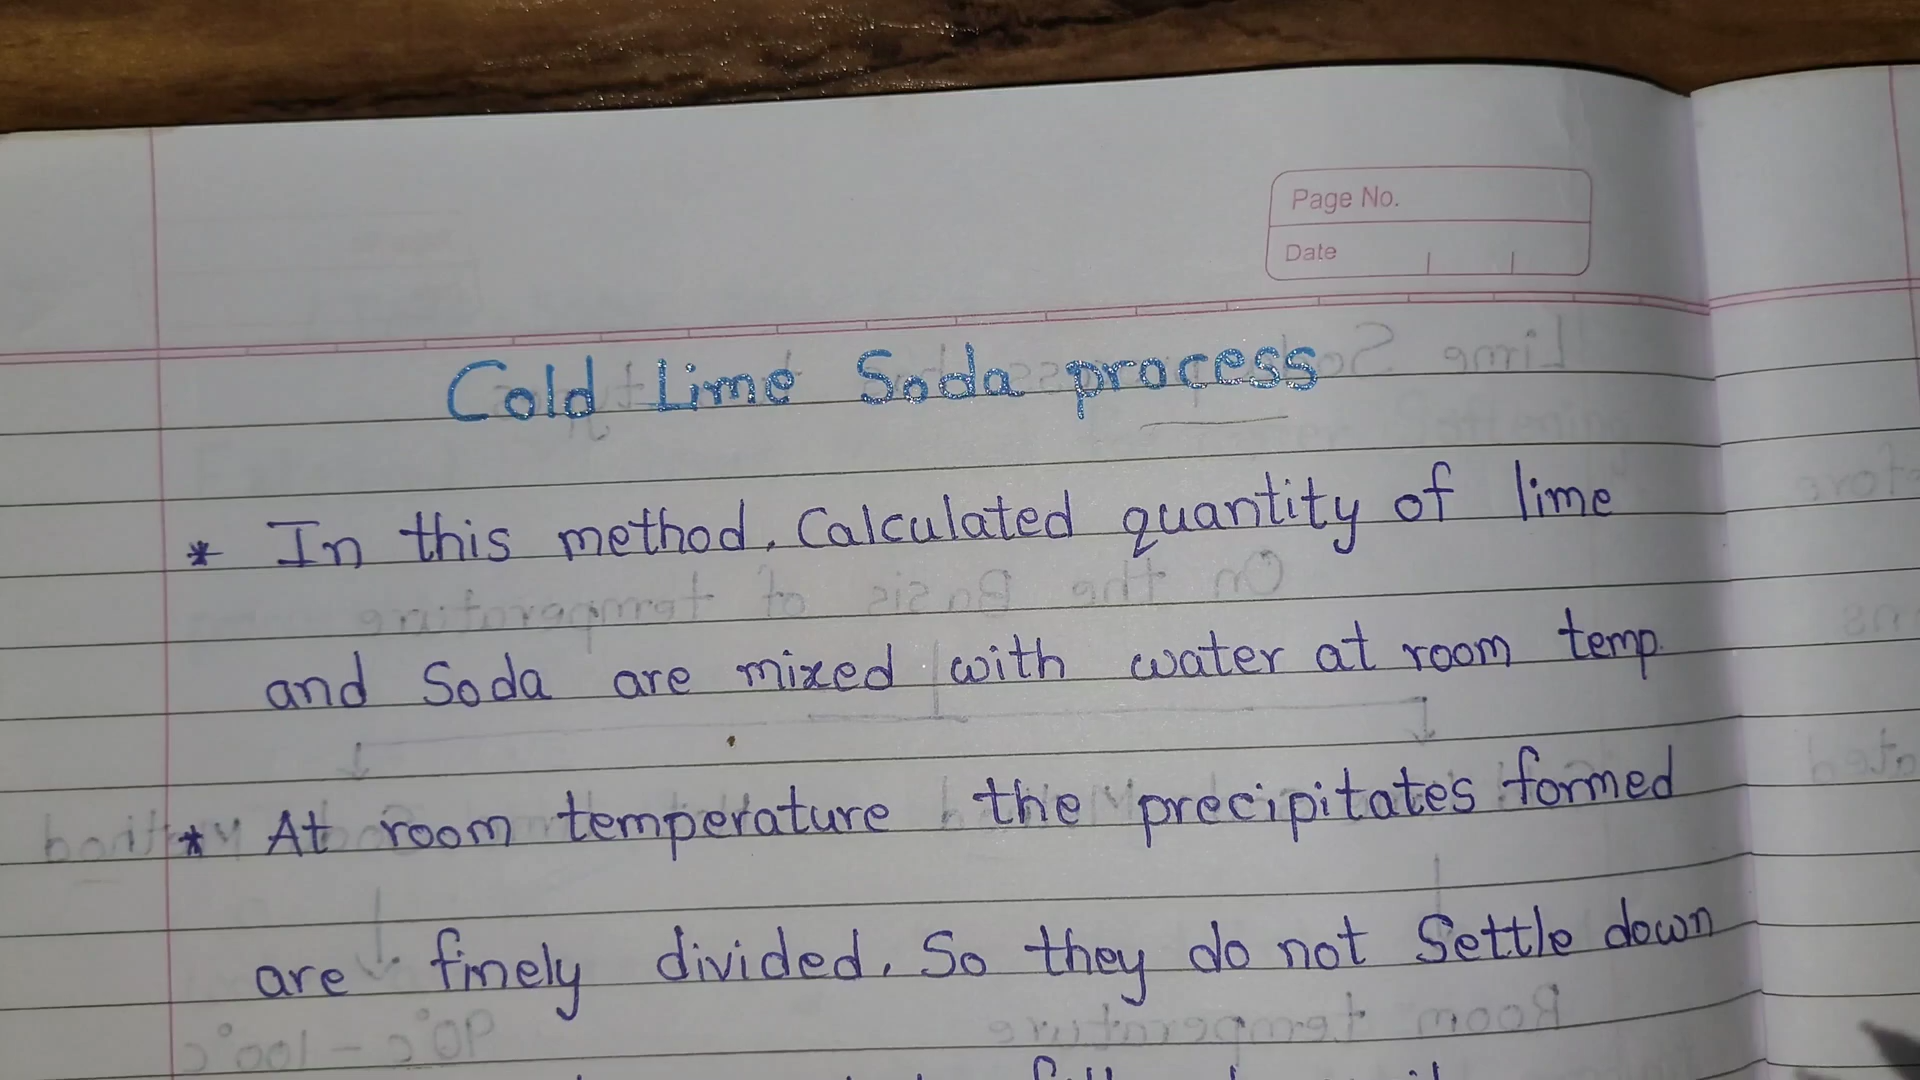 Page No.
Date
Cold Lime Soda process
* In this method, Calculated quantity of lime
and Soda are mixed with water at room temp.
* At room temperature the precipitates formed
are finely divided. So they do not Settle down